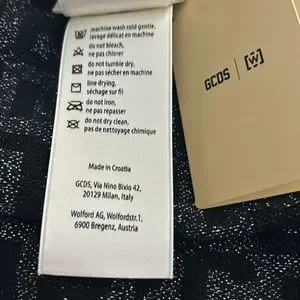 machine wash cold gentle,
lavage délicat en machine
do not bleach,
ne pas chlorer
do not tumble dry,
ne pas sécher en machine
line drying,
séchage sur fil
do not iron,
ne pas repasser
do not dry clean,
pas de nettoyage chimique
Made in Croatia
GCDS, Via Nino Bixio 42,
20129 Milan, Italy
Wolford AG, Wolfordstr.1,
6900 Bregenz, Austria
GCDS | [W]